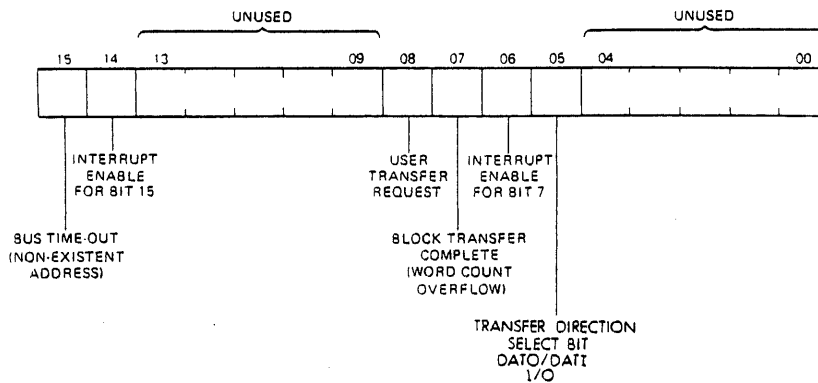 UNUSED UNUSED
15 14 13 09 08 07 06 05 04 00
INTERRUPT
ENABLE
FOR BIT 15
USER
TRANSFER
REQUEST
INTERRUPT
ENABLE
FOR BIT 7
BUS TIME-OUT
(NON-EXISTENT
ADDRESS)
BLOCK TRANSFER
COMPLETE
(WORD COUNT
OVERFLOW)
TRANSFER DIRECTION
SELECT BIT
DATO/DATI
1/0